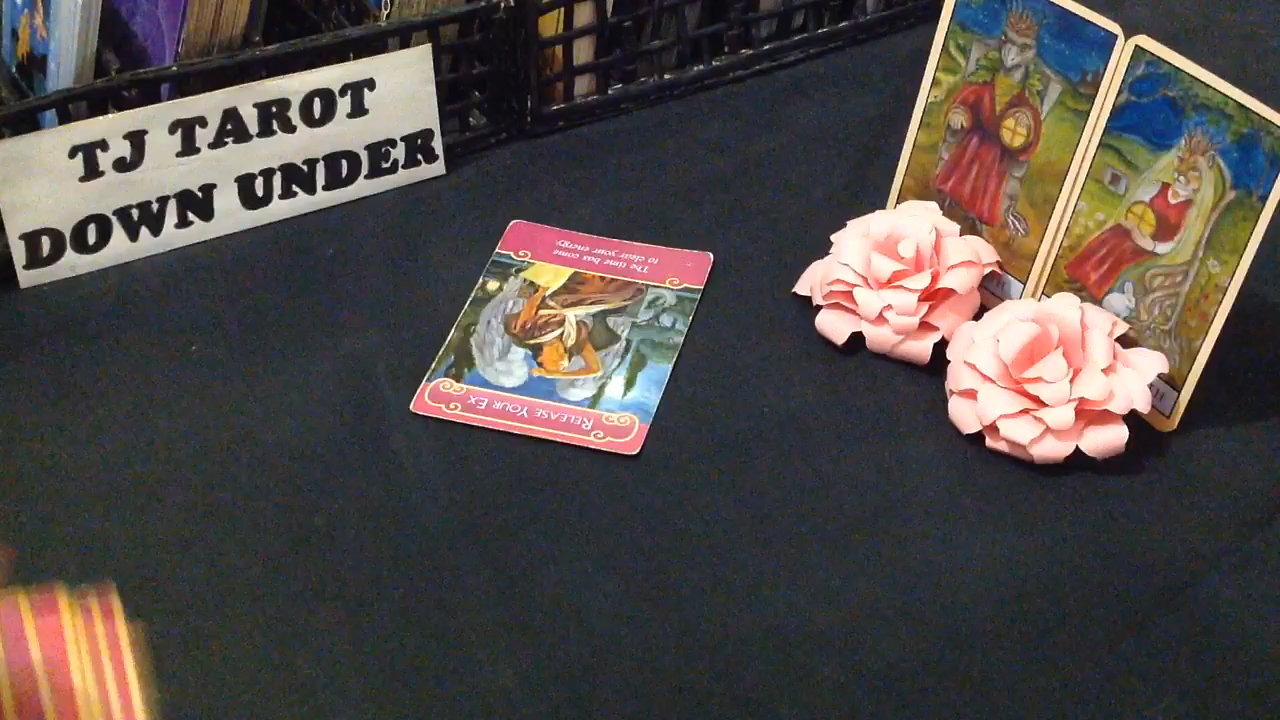 TJ TAROT
DOWN UNDER
The time has come
to clear your energy.
RELEASE YOUR EX